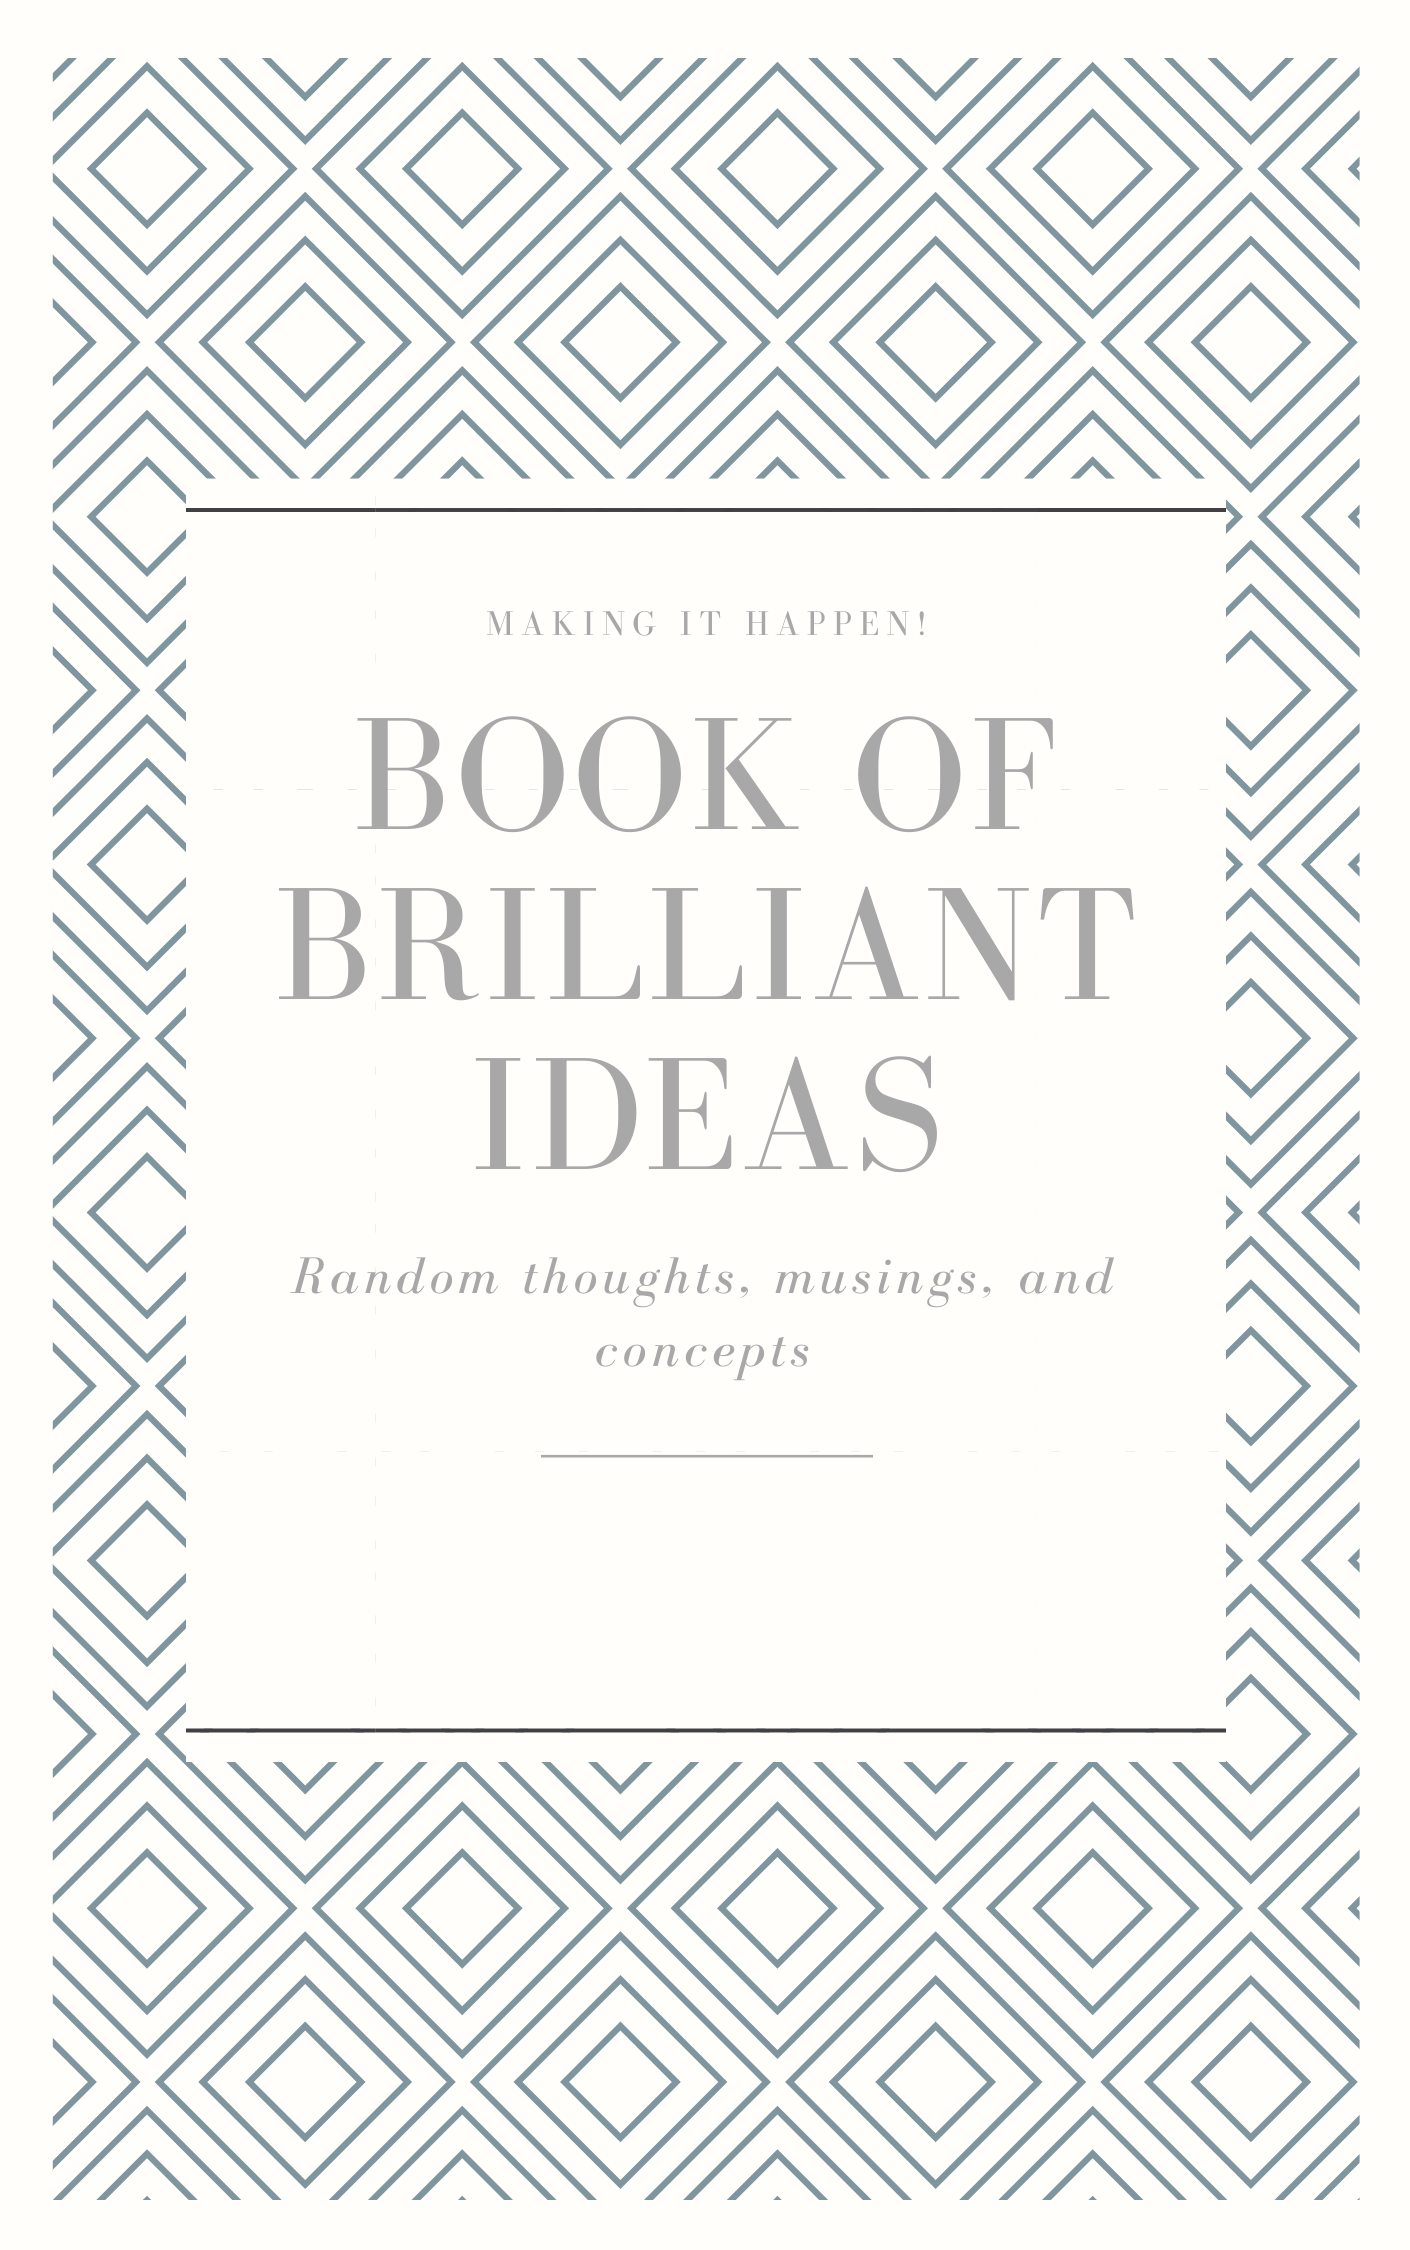 MAKING IT HAPPEN!
BOOK OF
BRILLIANT
IDEAS
Random thoughts, musings, and
concepts